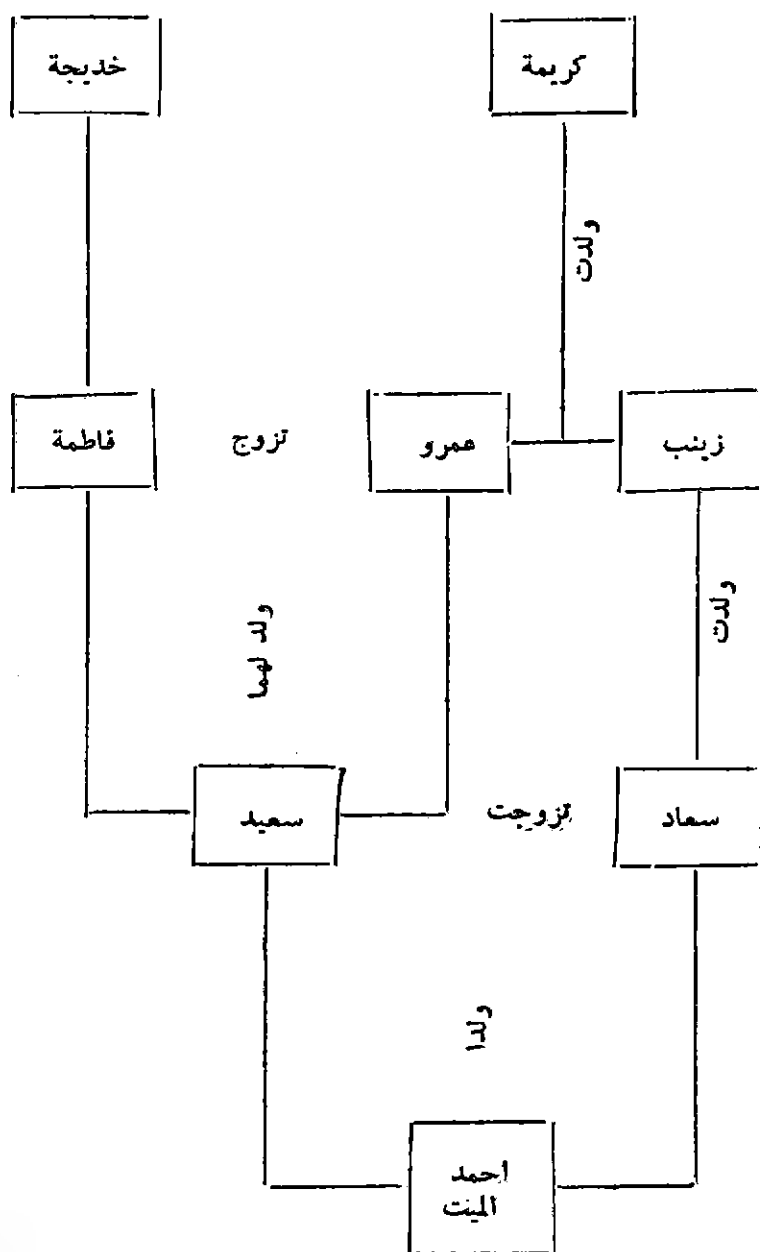 كريمة
خديجة
ولدت
زينب
عمرو
تزوج
فاطمة
ولدت
ولد لهما
سعاد
تزوجت
سعيد
ولدا
احمد
الميت